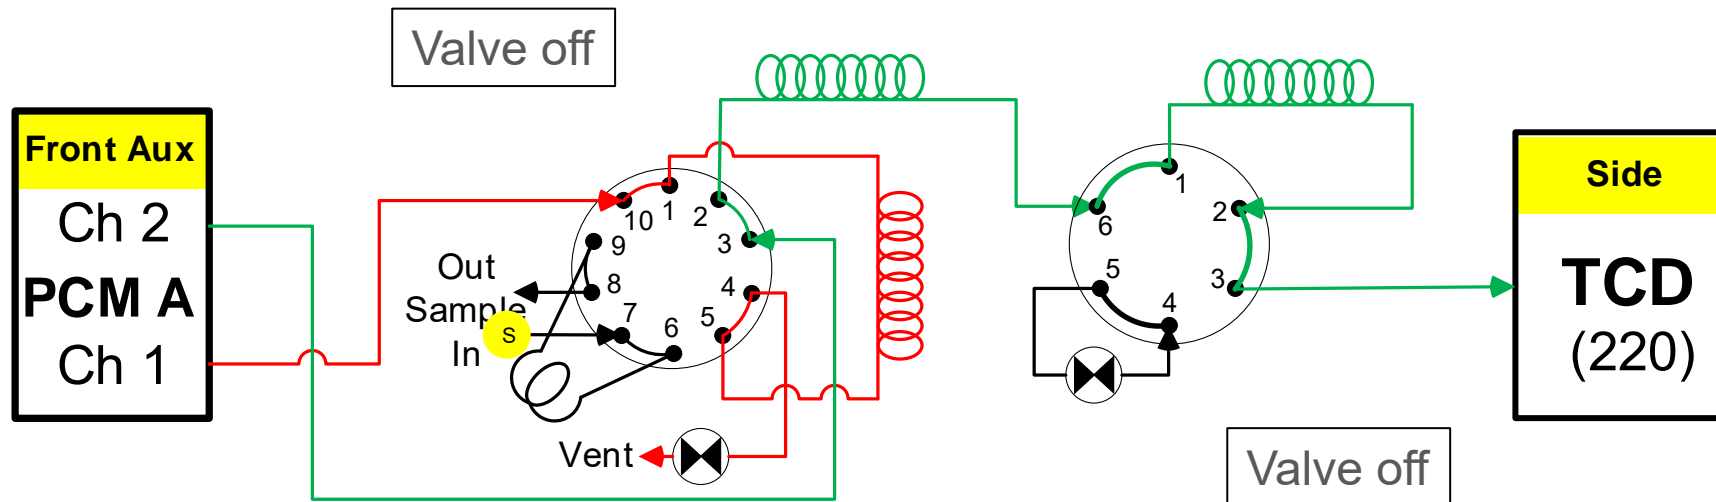 Valve off
Front Aux
Ch 2
PCM A
Ch 1
Out
Sample
In
S
Vent
1
2
3
4
5
6
7
8
9
10
1
2
3
4
5
6
Side
TCD
(220)
Valve off